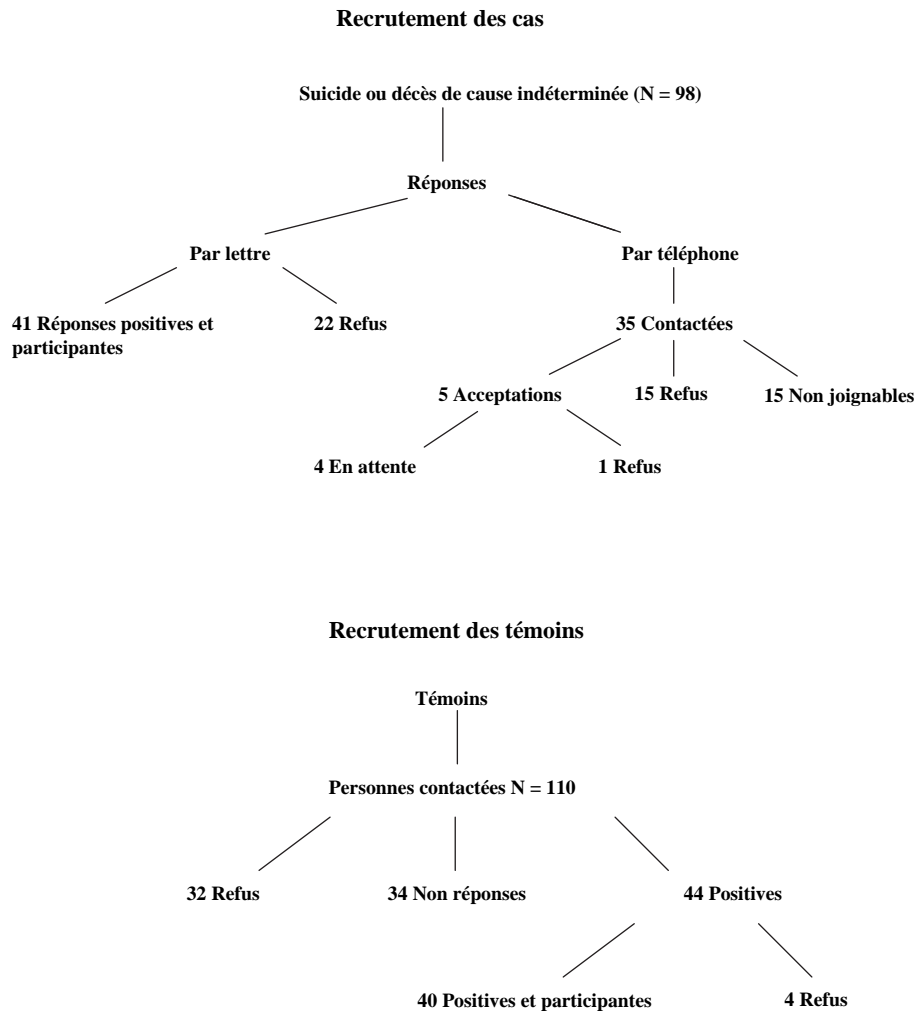 Recrutement des cas
Suicide ou décès de cause indéterminée (N = 98)
Réponses
Par lettre
Par téléphone
41 Réponses positives et
participantes
22 Refus
35 Contactées
5 Acceptations
15 Refus
15 Non joignables
4 En attente
1 Refus
Recrutement des témoins
Témoins
Personnes contactées N = 110
32 Refus
34 Non réponses
44 Positives
40 Positives et participantes
4 Refus